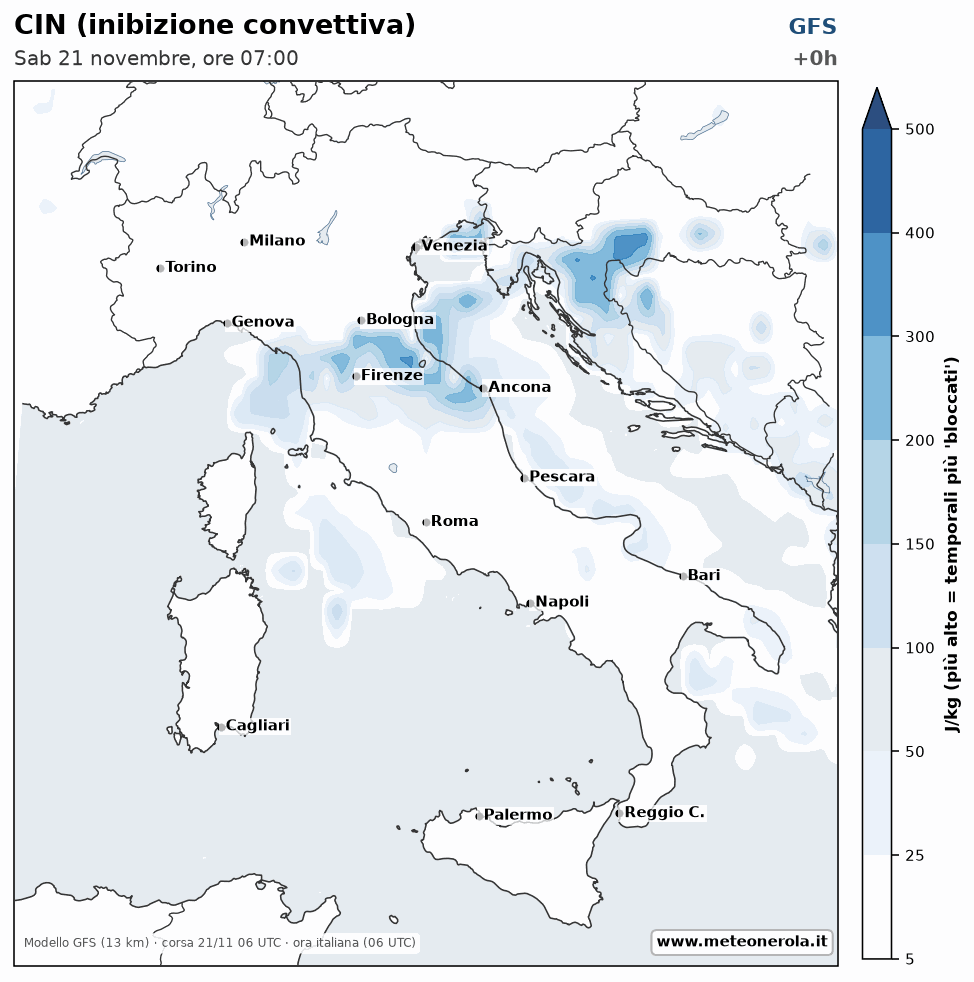 CIN (inibizione convettiva)
GFS
Sab 21 novembre, ore 07:00
+0h
500
400
300
200
150
100
50
25
5
J/kg (più alto = temporali più 'bloccati')
Milano
Venezia
Torino
Genova
Bologna
Firenze
Ancona
Pescara
Roma
Bari
Napoli
Cagliari
Palermo
Reggio C.
Modello GFS (13 km) · corsa 21/11 06 UTC · ora italiana (06 UTC)
www.meteonerola.it